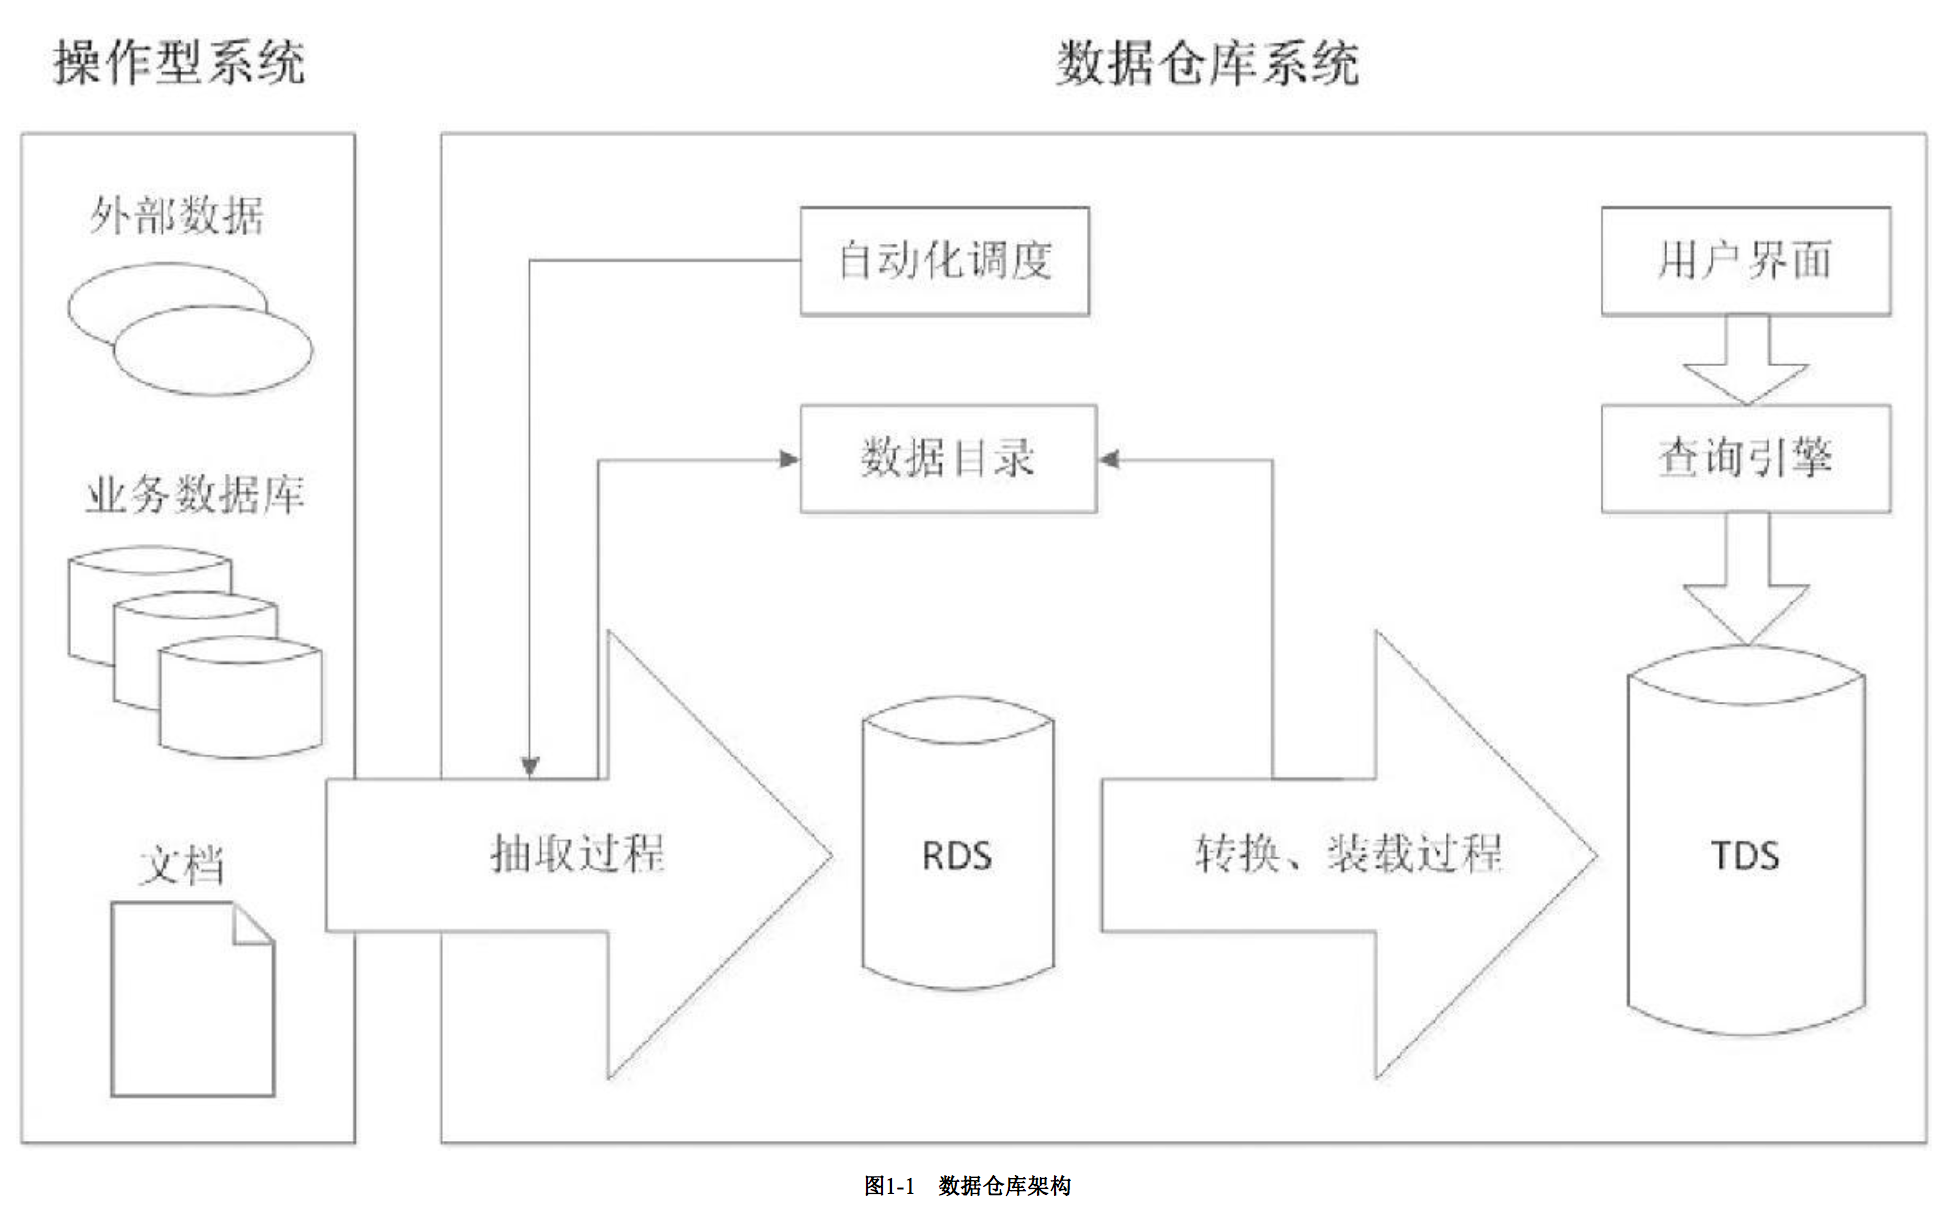 操作型系统
数据仓库系统
外部数据
自动化调度
用户界面
数据目录
查询引擎
业务数据库
抽取过程
RDS
转换、装载过程
TDS
文档
图1-1 数据仓库架构